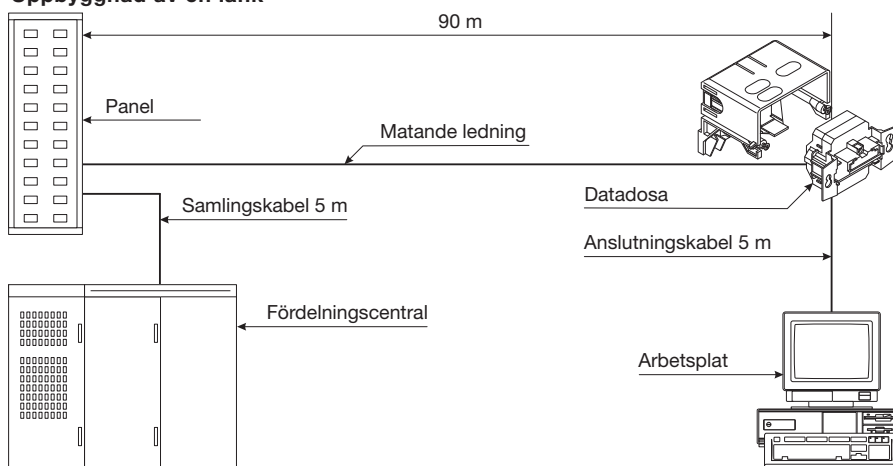 90 m
Panel
Matande ledning
Samlingskabel 5 m
Datadosa
Anslutningskabel 5 m
Fördelningscentral
Arbetsplat